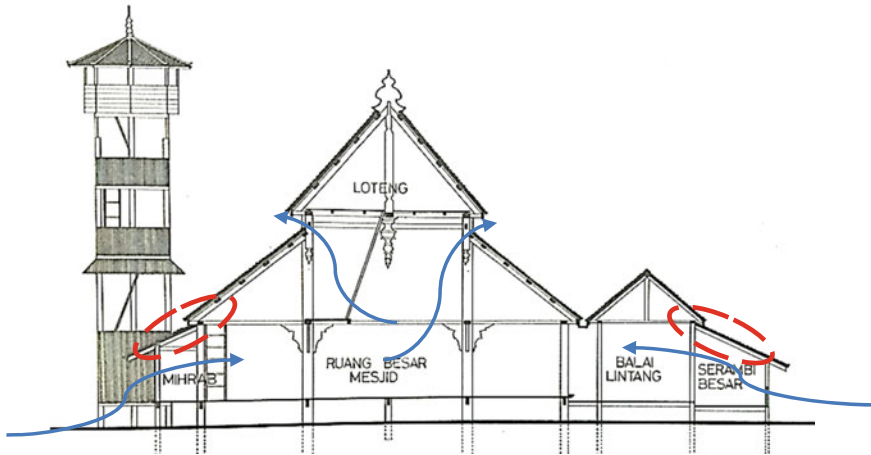 LOTENG
MIHRAB
RUANG BESAR
MESJID
BALAI
LINTANG
SERAMBI
BESAR